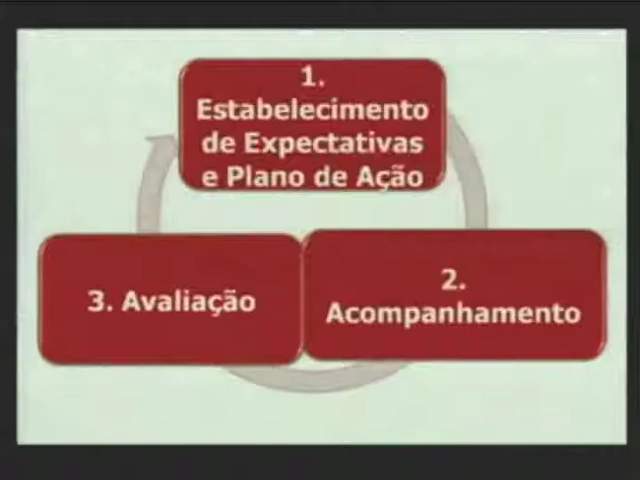 1.
Estabelecimento
de Expectativas
e Plano de Ação
3. Avaliação
2.
Acompanhamento